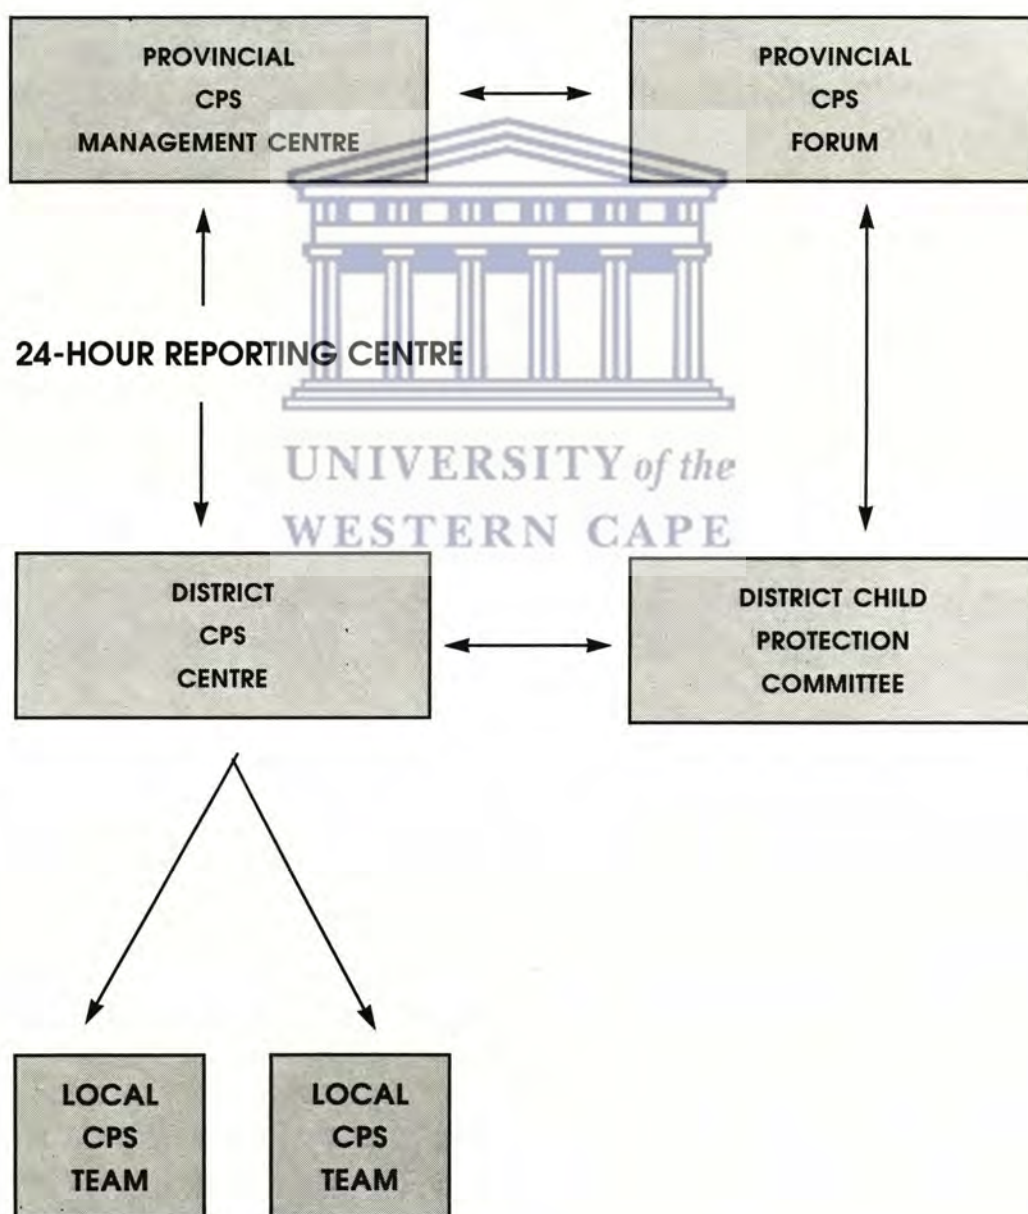 PROVINCIAL
CPS
MANAGEMENT CENTRE
PROVINCIAL
CPS
FORUM
24-HOUR REPORTING CENTRE
UNIVERSITY of the
WESTERN CAPE
DISTRICT
CPS
CENTRE
DISTRICT CHILD
PROTECTION
COMMITTEE
LOCAL
CPS
TEAM
LOCAL
CPS
TEAM